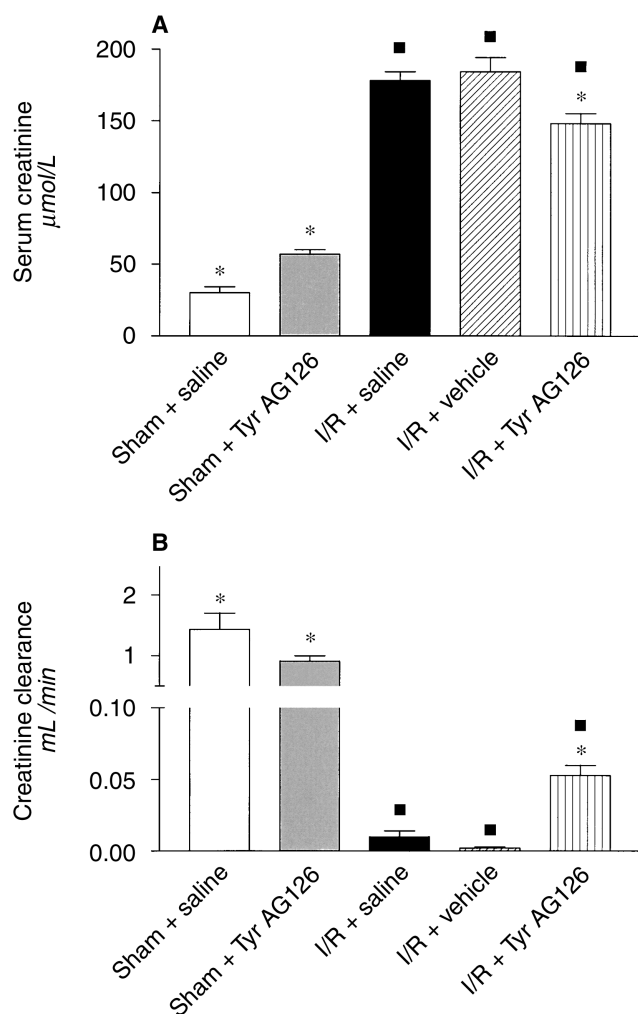 A
Serum creatinine
μmol/L
200
150
100
50
0
*
*
■
■
■
*
Sham + saline
Sham + Tyr AG126
I/R + saline
I/R + vehicle
I/R + Tyr AG126
B
Creatinine clearance
mL /min
2
1
0.10
0.05
0.00
*
*
■
■
■
*
Sham + saline
Sham + Tyr AG126
I/R + saline
I/R + vehicle
I/R + Tyr AG126